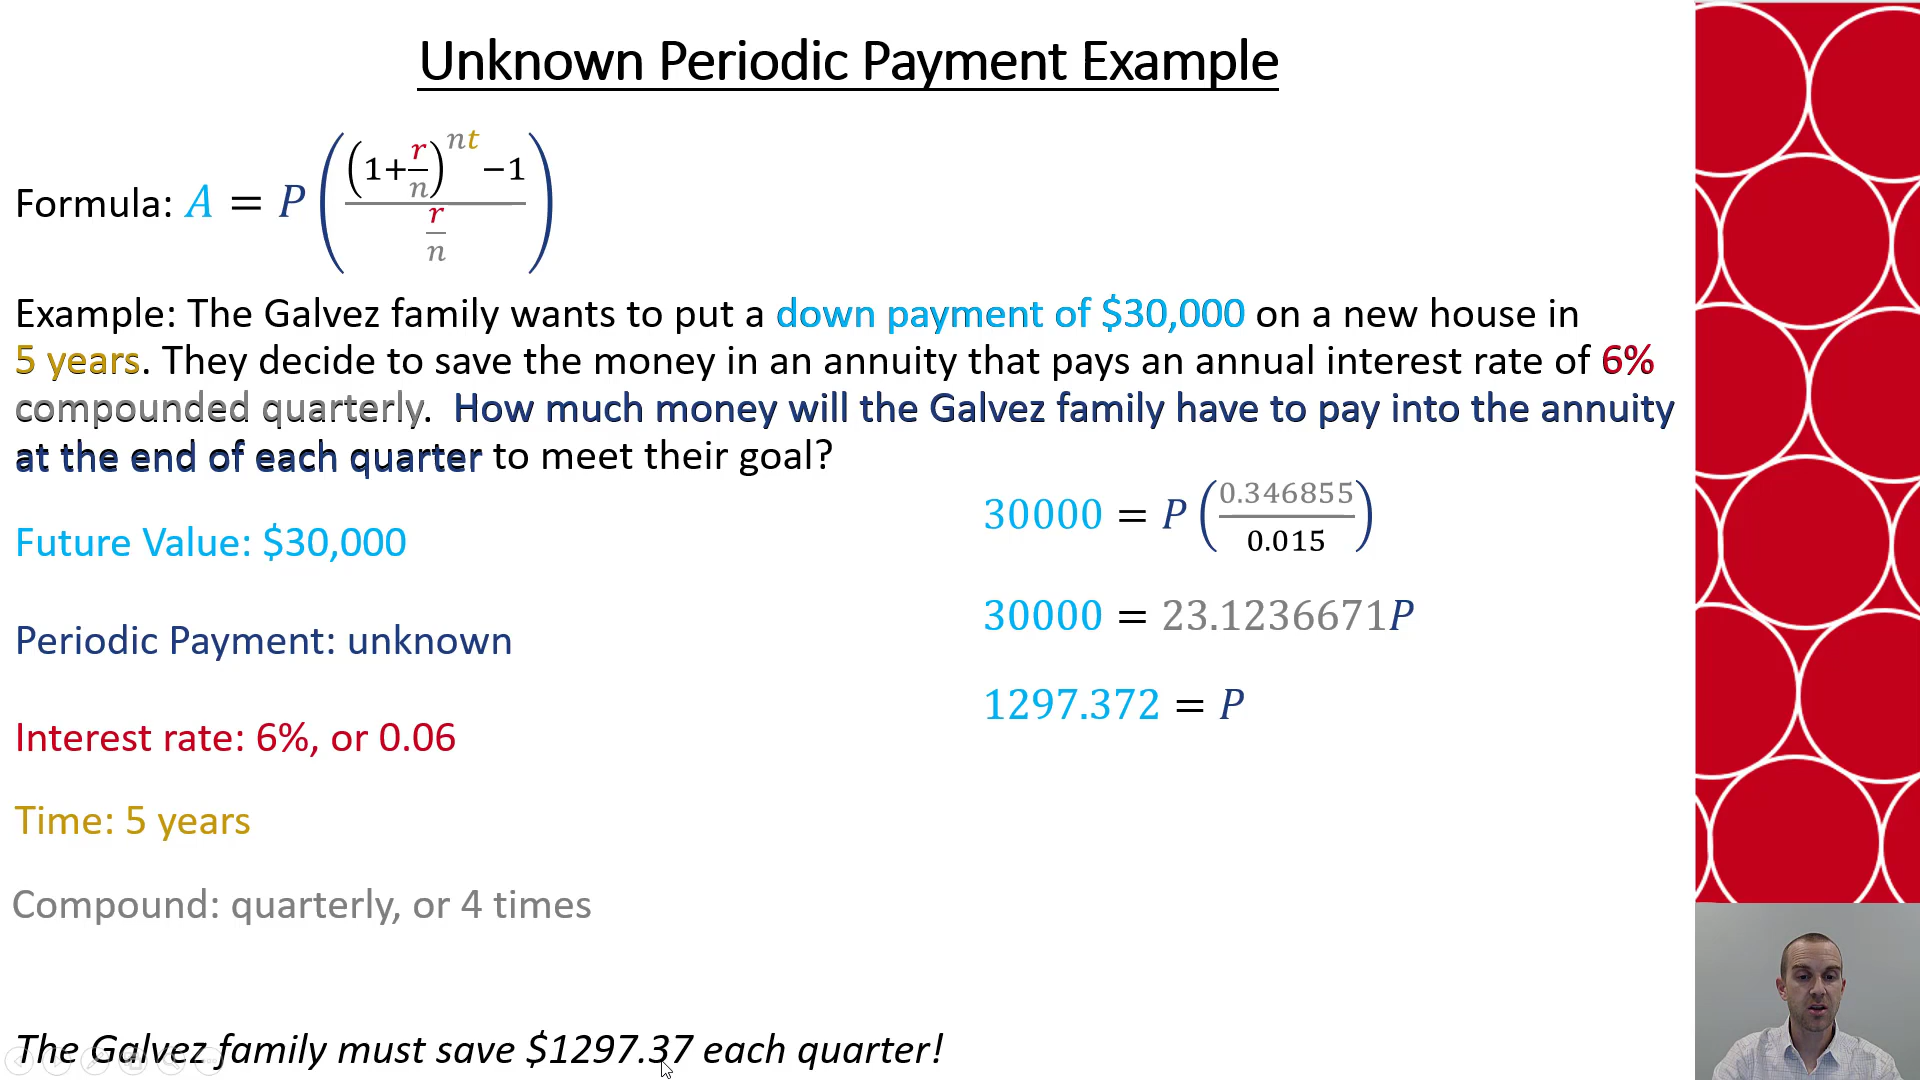 Unknown Periodic Payment Example
Formula: A = P( ((1+r/n)^nt −1) / (r/n) )
Example: The Galvez family wants to put a down payment of $30,000 on a new house in
5 years. They decide to save the money in an annuity that pays an annual interest rate of 6%
compounded quarterly. How much money will the Galvez family have to pay into the annuity
at the end of each quarter to meet their goal?
30000 = P(0.346855/0.015)
Future Value: $30,000
30000 = 23.1236671P
Periodic Payment: unknown
1297.372 = P
Interest rate: 6%, or 0.06
Time: 5 years
Compound: quarterly, or 4 times
The Galvez family must save $1297.37 each quarter!